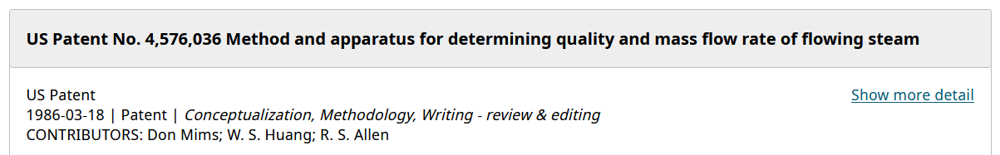 US Patent No. 4,576,036 Method and apparatus for determining quality and mass flow rate of flowing steam
US Patent
Show more detail
1986-03-18 | Patent | Conceptualization, Methodology, Writing - review & editing
CONTRIBUTORS: Don Mims; W. S. Huang; R. S. Allen